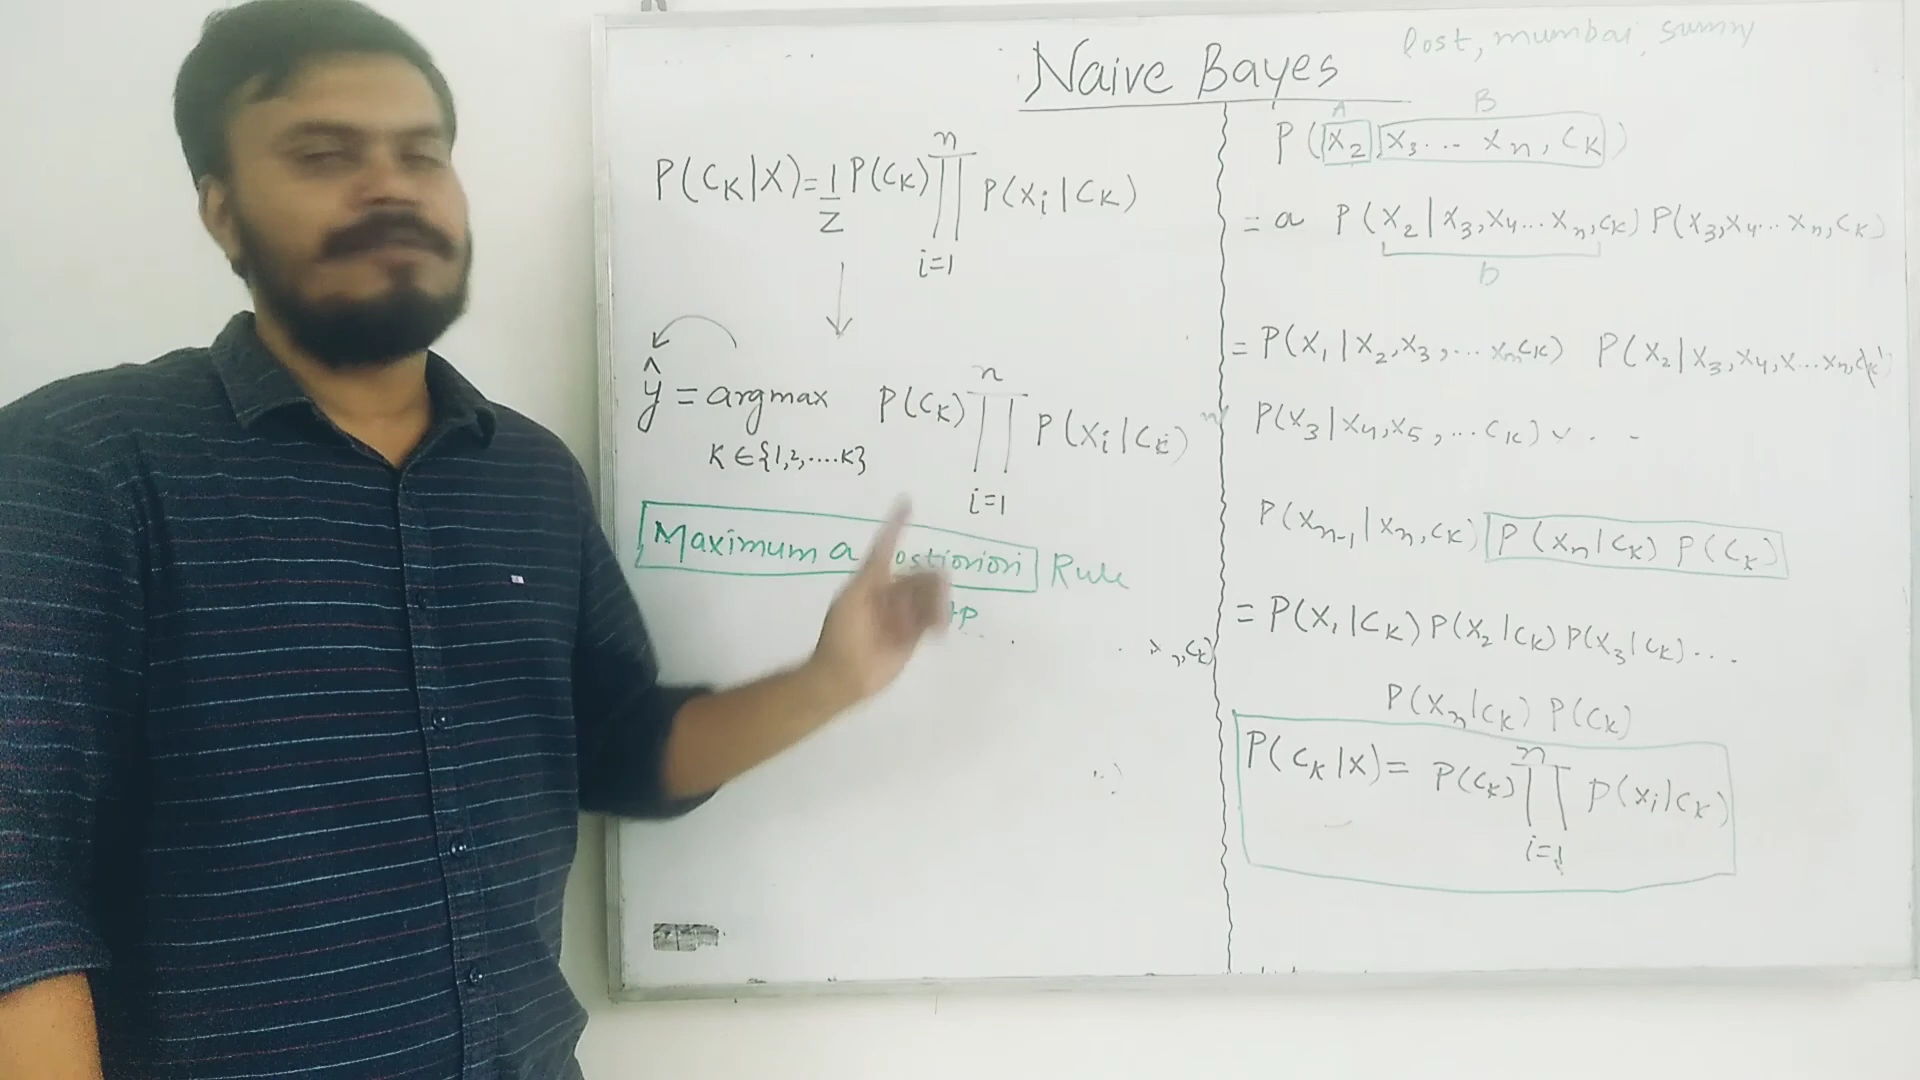 Naive Bayes
lost, mumbai, sunny
P(C_K|X) = 1/Z P(C_K) ∏ n i=1 P(x_i|C_K)
ŷ = argmax P(C_K) ∏ n i=1 P(x_i|C_K)
K ∈ {1,2,....K}
Maximum a ostioriori Rule
x_n, C_K)
A B
P(x_2, x_3... x_n, C_K)
= a P(x_2|x_3,x_4...x_n,C_K) P(x_3,x_4... x_n,C_K)
b
= P(x_1|x_2,x_3,...x_n,C_K) P(x_2|x_3,x_4,x...x_n,C_K)
P(x_3|x_4,x_5,...C_K)
P(x_{n-1}|x_n,C_K) P(x_n|C_K) P(C_K)
= P(x_1|C_K) P(x_2|C_K) P(x_3|C_K)...
P(x_n|C_K) P(C_K)
P(C_K|X) = P(C_K) ∏ n i=1 P(x_i|C_K)